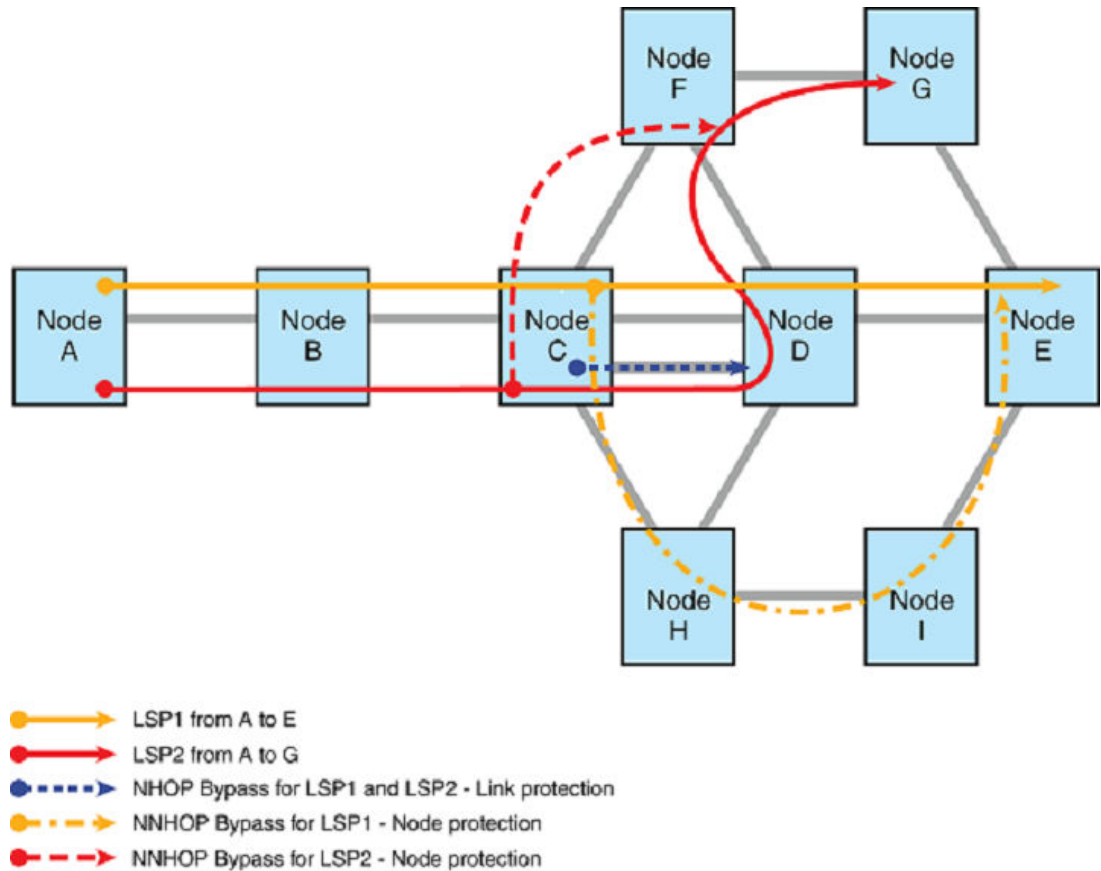 Node
F
Node
G
Node
A
Node
B
Node
C
Node
D
Node
E
Node
H
Node
I
LSP1 from A to E
LSP2 from A to G
NHOP Bypass for LSP1 and LSP2 - Link protection
NNHOP Bypass for LSP1 - Node protection
NNHOP Bypass for LSP2 - Node protection